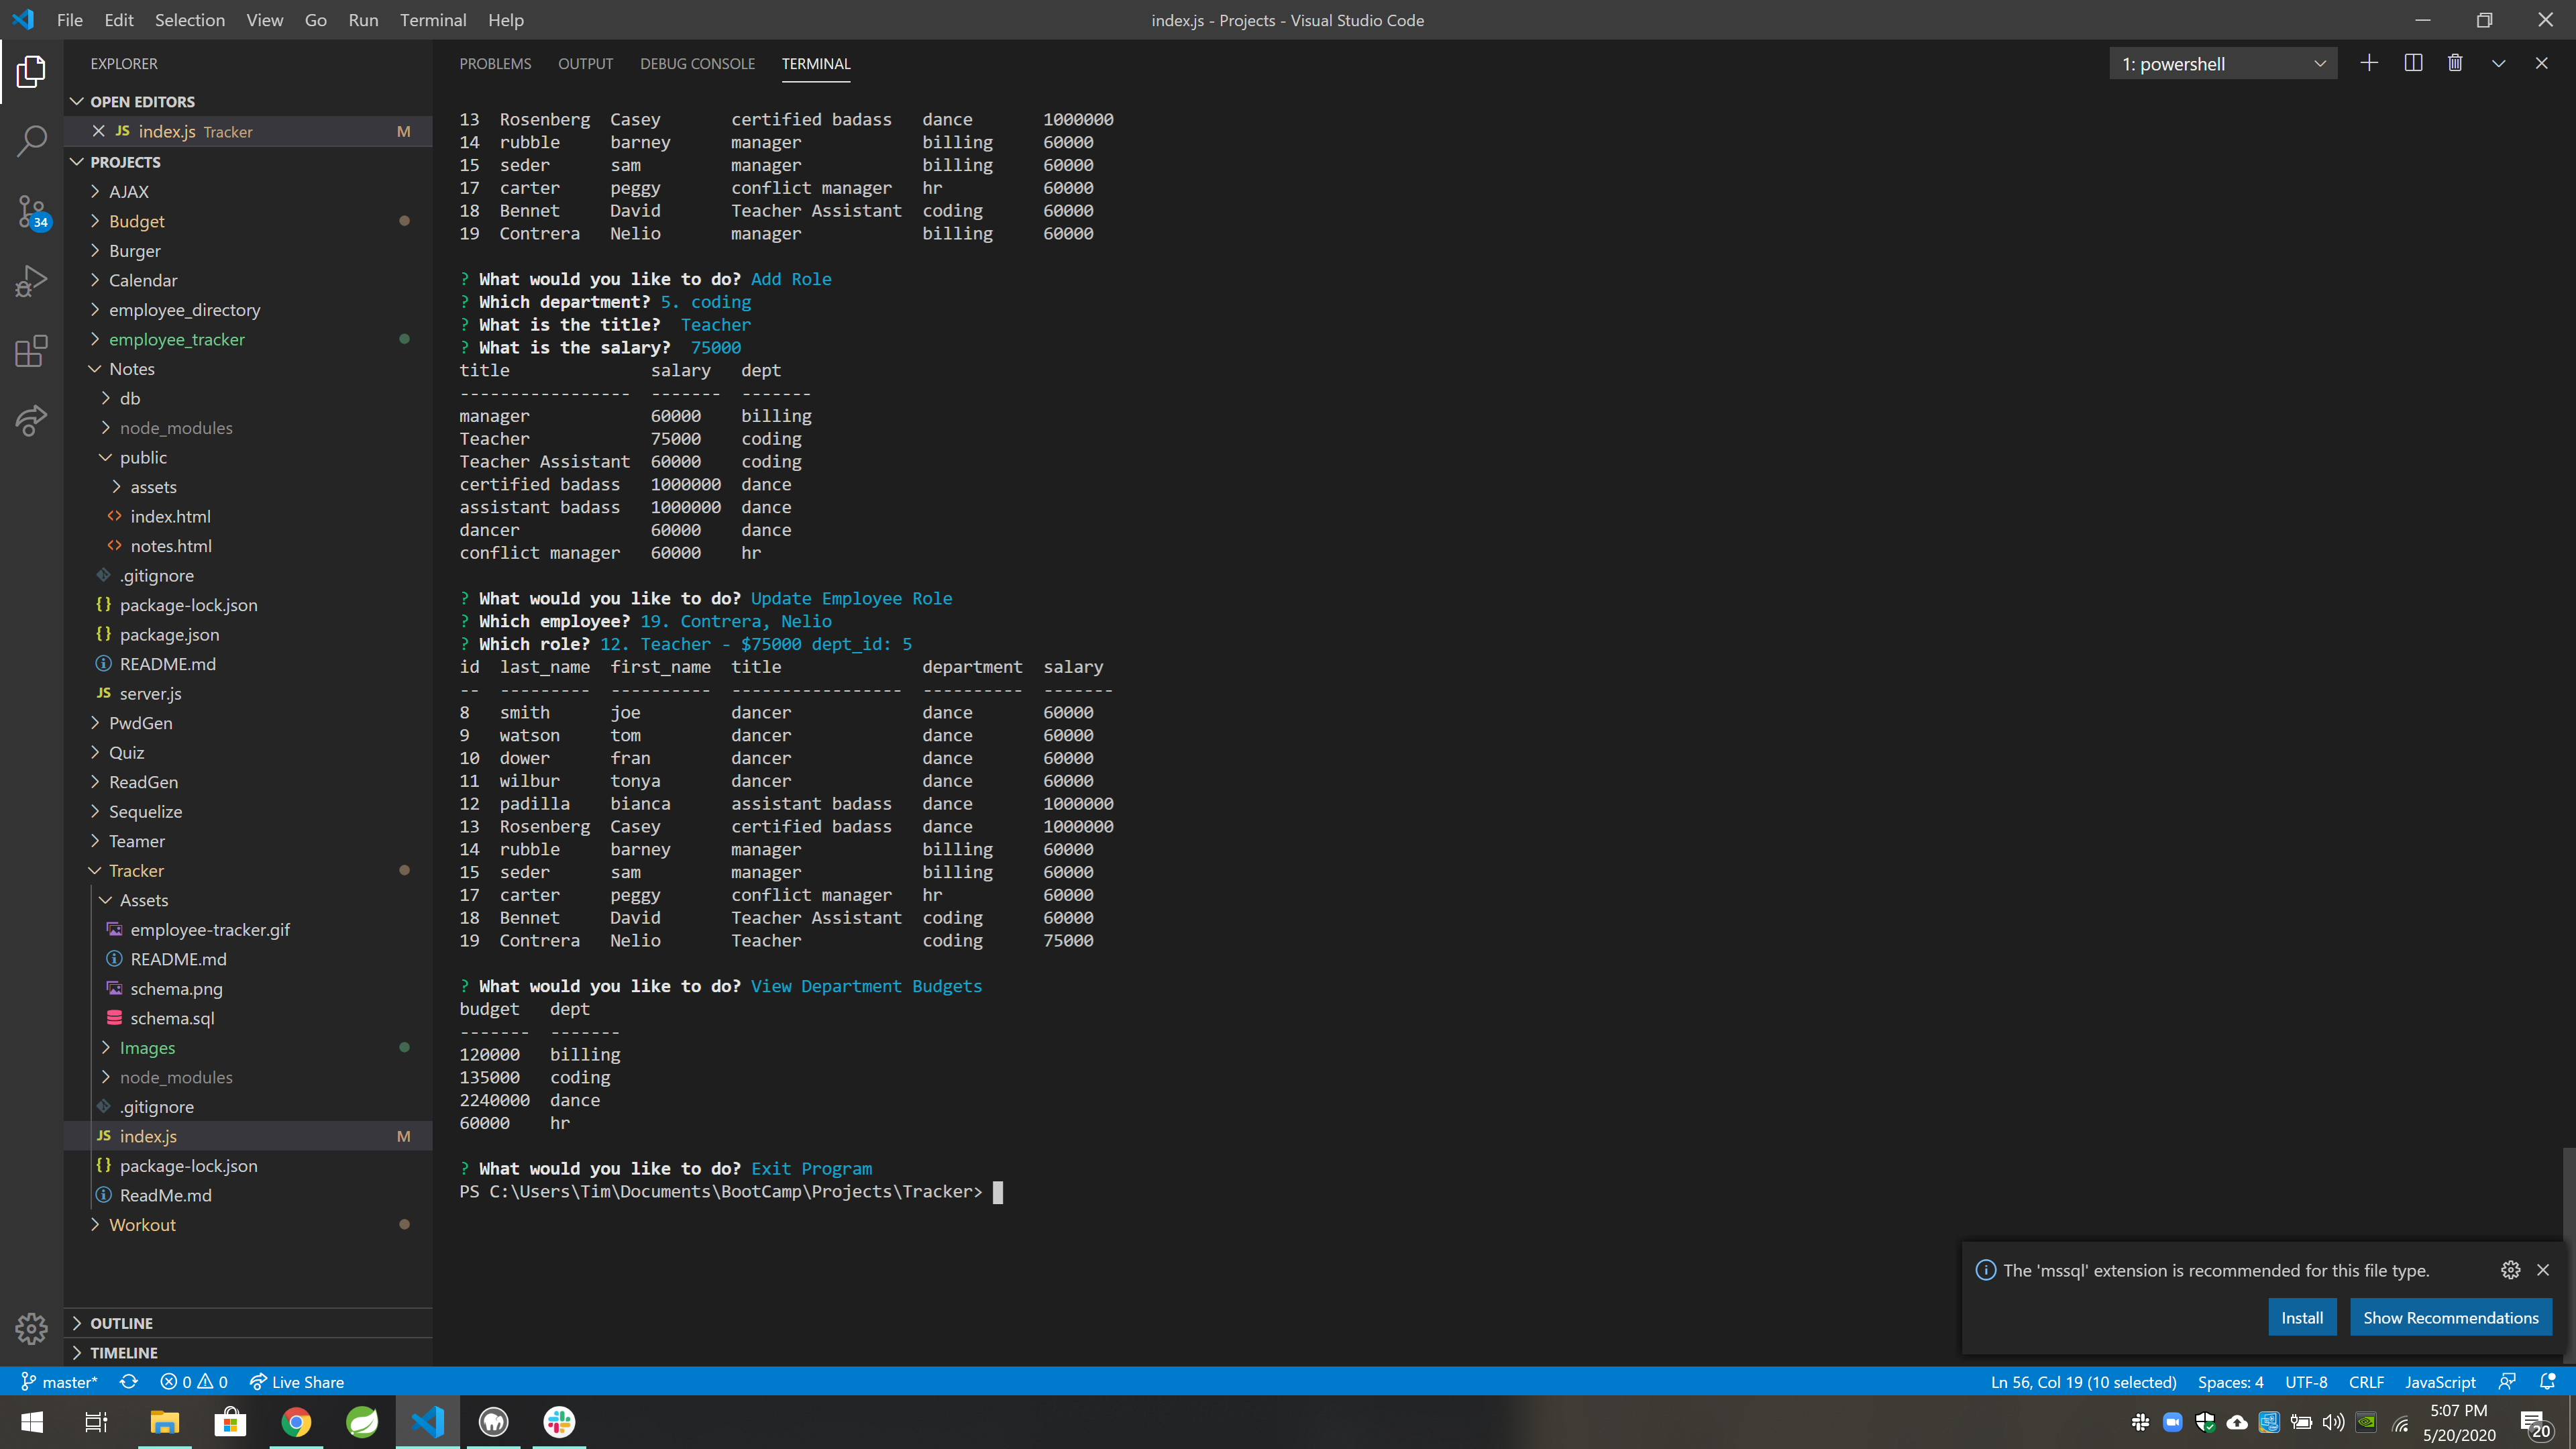 File Edit Selection View Go Run Terminal Help
index.js - Projects - Visual Studio Code
EXPLORER
OPEN EDITORS
JS index.js Tracker M
PROJECTS
AJAX
Budget
Burger
Calendar
employee_directory
employee_tracker
Notes
db
node_modules
public
assets
index.html
notes.html
.gitignore
package-lock.json
package.json
README.md
JS server.js
PwdGen
Quiz
ReadGen
Sequelize
Teamer
Tracker
Assets
employee-tracker.gif
README.md
schema.png
schema.sql
Images
node_modules
.gitignore
JS index.js M
package-lock.json
ReadMe.md
Workout
OUTLINE
TIMELINE
34
PROBLEMS OUTPUT DEBUG CONSOLE TERMINAL
1: powershell
13 Rosenberg Casey certified badass dance 1000000
14 rubble barney manager billing 60000
15 seder sam manager billing 60000
17 carter peggy conflict manager hr 60000
18 Bennet David Teacher Assistant coding 60000
19 Contrera Nelio manager billing 60000
? What would you like to do? Add Role
? Which department? 5. coding
? What is the title? Teacher
? What is the salary? 75000
title salary dept
----------------- ------- -------
manager 60000 billing
Teacher 75000 coding
Teacher Assistant 60000 coding
certified badass 1000000 dance
assistant badass 1000000 dance
dancer 60000 dance
conflict manager 60000 hr
? What would you like to do? Update Employee Role
? Which employee? 19. Contrera, Nelio
? Which role? 12. Teacher - $75000 dept_id: 5
id last_name first_name title department salary
-- --------- ---------- ----------------- ---------- -------
8 smith joe dancer dance 60000
9 watson tom dancer dance 60000
10 dower fran dancer dance 60000
11 wilbur tonya dancer dance 60000
12 padilla bianca assistant badass dance 1000000
13 Rosenberg Casey certified badass dance 1000000
14 rubble barney manager billing 60000
15 seder sam manager billing 60000
17 carter peggy conflict manager hr 60000
18 Bennet David Teacher Assistant coding 60000
19 Contrera Nelio Teacher coding 75000
? What would you like to do? View Department Budgets
budget dept
------- -------
120000 billing
135000 coding
2240000 dance
60000 hr
? What would you like to do? Exit Program
PS C:\Users\Tim\Documents\BootCamp\Projects\Tracker>
The 'mssql' extension is recommended for this file type.
Install Show Recommendations
master* 0 0 Live Share Ln 56, Col 19 (10 selected) Spaces: 4 UTF-8 CRLF JavaScript
5:07 PM
5/20/2020
20